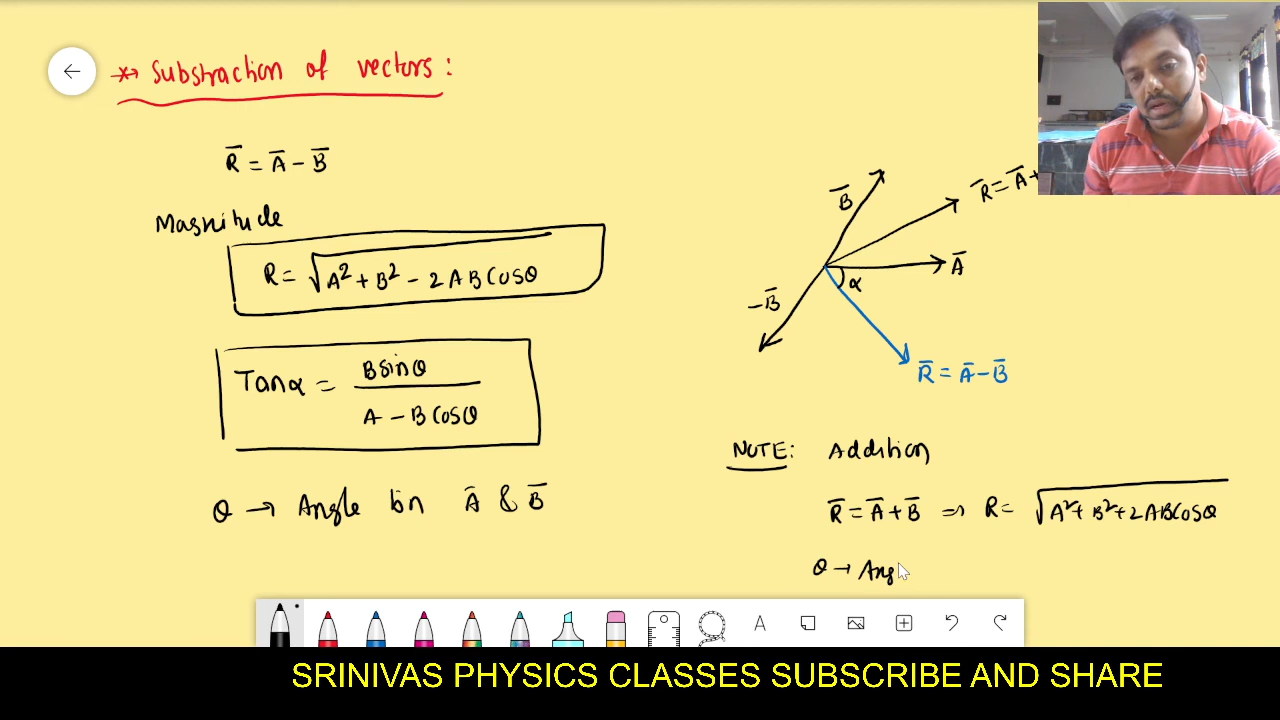 *→ Substraction of vectors :
R̅ = A̅ - B̅
Magnitude
R = √A² + B² - 2ABCosθ
Tanα = Bsinθ / A - BCosθ
θ → Angle b/n A̅ & B̅
B̅
R̅ = A̅+
A̅
α
-B̅
R̅ = A̅ - B̅
NOTE: Addition
R̅ = A̅ + B̅ ⇒ R = √A²+ B²+ 2ABCosθ
θ → Ang
A
SRINIVAS PHYSICS CLASSES SUBSCRIBE AND SHARE